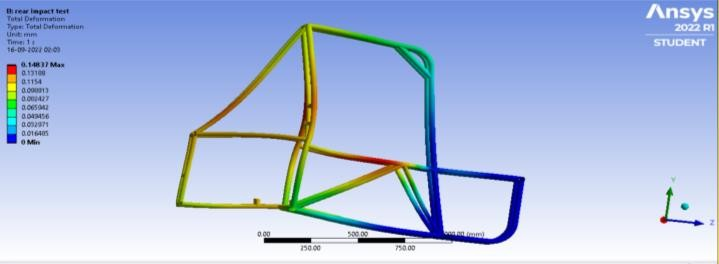 B: rear impact test
Total Deformation
Type: Total Deformation
Unit: mm
Time: 1 s
16-09-2022 02:03
0.14837 Max
0.13188
0.1154
0.098913
0.082427
0.065942
0.049456
0.032971
0.016485
0 Min
Ansys
2022 R1
STUDENT
Y
Z
0.00
500.00
1000.00 (mm)
250.00
750.00